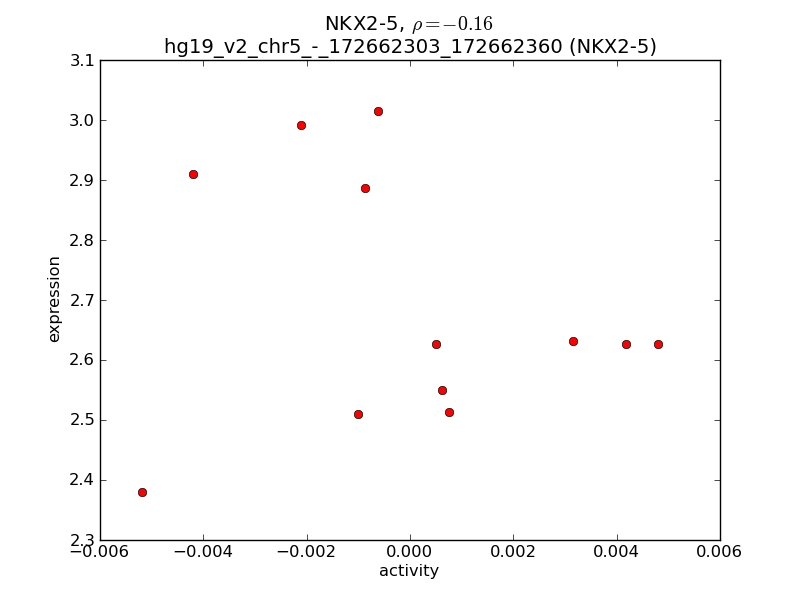 NKX2-5, ρ=−0.16
hg19_v2_chr5_-_172662303_172662360 (NKX2-5)
3.1
3.0
2.9
2.8
2.7
2.6
2.5
2.4
2.3
expression
−0.006 −0.004 −0.002 0.000 0.002 0.004 0.006
activity